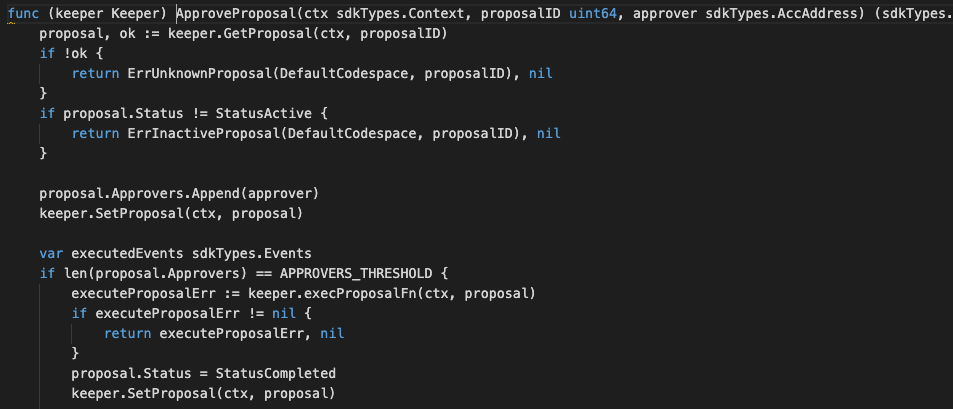 func (keeper Keeper) ApproveProposal(ctx sdkTypes.Context, proposalID uint64, approver sdkTypes.AccAddress) (sdkTypes.
proposal, ok := keeper.GetProposal(ctx, proposalID)
if !ok {
return ErrUnknownProposal(DefaultCodespace, proposalID), nil
}
if proposal.Status != StatusActive {
return ErrInactiveProposal(DefaultCodespace, proposalID), nil
}
proposal.Approvers.Append(approver)
keeper.SetProposal(ctx, proposal)
var executedEvents sdkTypes.Events
if len(proposal.Approvers) == APPROVERS_THRESHOLD {
executeProposalErr := keeper.execProposalFn(ctx, proposal)
if executeProposalErr != nil {
return executeProposalErr, nil
}
proposal.Status = StatusCompleted
keeper.SetProposal(ctx, proposal)